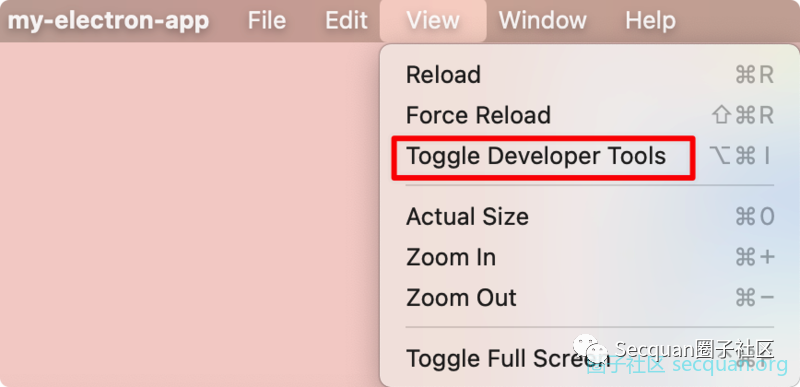 my-electron-app File Edit View Window Help
Reload ⌘R
Force Reload ⇧⌘R
Toggle Developer Tools ⌥⌘I
Actual Size ⌘0
Zoom In ⌘+
Zoom Out ⌘−
Toggle Full Screen
Secquan圈子社区
圈子社区 secquan.org